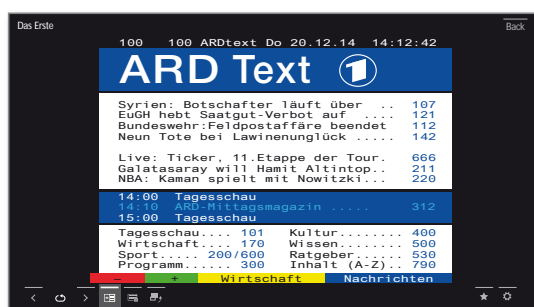 Das Erste
Back
100 100 ARDtext Do 20.12.14 14:12:42
ARD Text 1
Syrien: Botschafter läuft über .. 107
EuGH hebt Saatgut-Verbot auf .... 121
Bundeswehr:Feldpostaffäre beendet 112
Neun Tote bei Lawinenunglück ..... 142
Live: Ticker, 11.Etappe der Tour. 666
Galatasaray will Hamit Altintop.. 211
NBA: Kaman spielt mit Nowitzki... 220
14:00 Tagesschau
14:10 ARD-Mittagsmagazin ..... 312
15:00 Tagesschau
Tagesschau.... 101 Kultur........ 400
Wirtschaft.... 170 Wissen........ 500
Sport..... 200/600 Ratgeber...... 530
Programm...... 300 Inhalt (A-Z).. 790
- + Wirtschaft Nachrichten